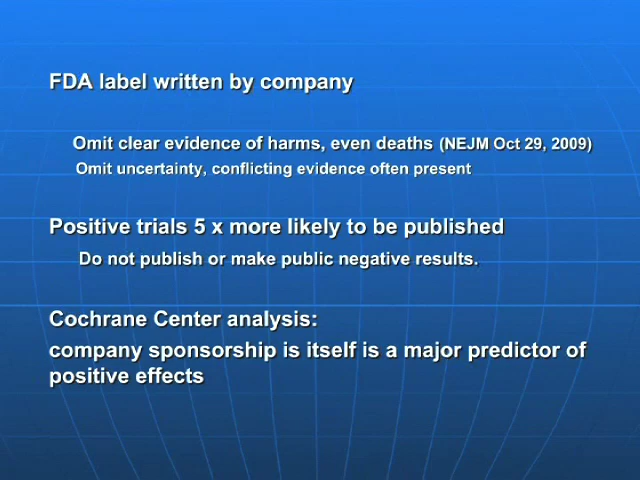 FDA label written by company
Omit clear evidence of harms, even deaths (NEJM Oct 29, 2009)
Omit uncertainty, conflicting evidence often present
Positive trials 5 x more likely to be published
Do not publish or make public negative results.
Cochrane Center analysis:
company sponsorship is itself is a major predictor of
positive effects